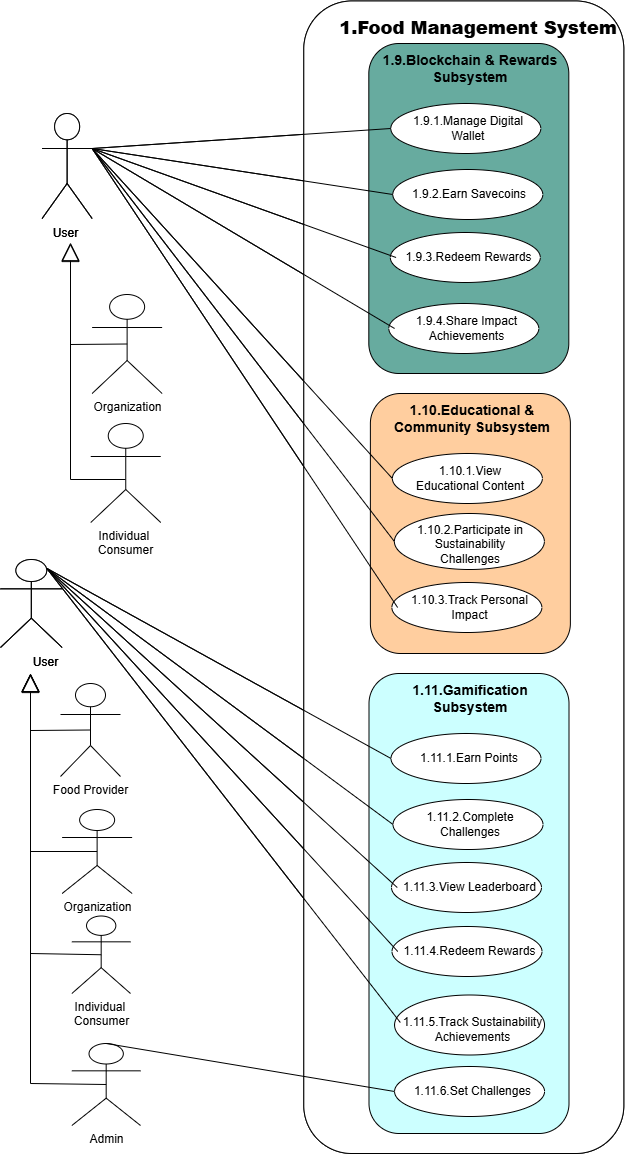 1.Food Management System
1.9.Blockchain & Rewards
Subsystem
1.9.1.Manage Digital
Wallet
1.9.2.Earn Savecoins
1.9.3.Redeem Rewards
1.9.4.Share Impact
Achievements
User
Organization
Individual
Consumer
1.10.Educational &
Community Subsystem
1.10.1.View
Educational Content
1.10.2.Participate in
Sustainability
Challenges
1.10.3.Track Personal
Impact
User
Food Provider
Organization
Individual
Consumer
Admin
1.11.Gamification
Subsystem
1.11.1.Earn Points
1.11.2.Complete
Challenges
1.11.3.View Leaderboard
1.11.4.Redeem Rewards
1.11.5.Track Sustainability
Achievements
1.11.6.Set Challenges